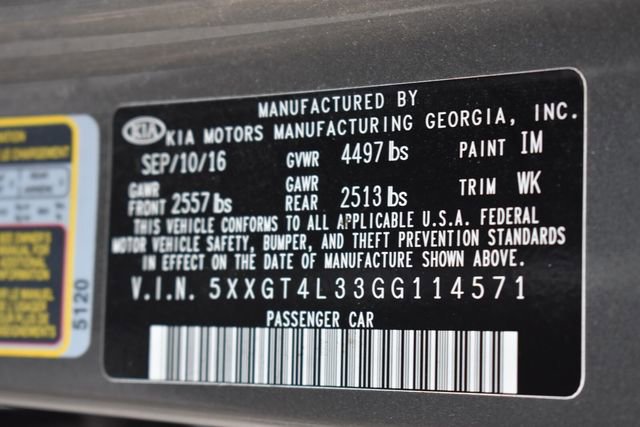 MANUFACTURED BY
KIA KIA MOTORS MANUFACTURING GEORGIA, INC.
SEP/10/16 GVWR 4497 lbs PAINT IM
GAWR FRONT 2557 lbs GAWR REAR 2513 lbs TRIM WK
THIS VEHICLE CONFORMS TO ALL APPLICABLE U.S.A. FEDERAL
MOTOR VEHICLE SAFETY, BUMPER, AND THEFT PREVENTION STANDARDS
IN EFFECT ON THE DATE OF MANUFACTURE SHOWN ABOVE.
V.I.N. 5XXGT4L33GG114571
PASSENGER CAR
5120